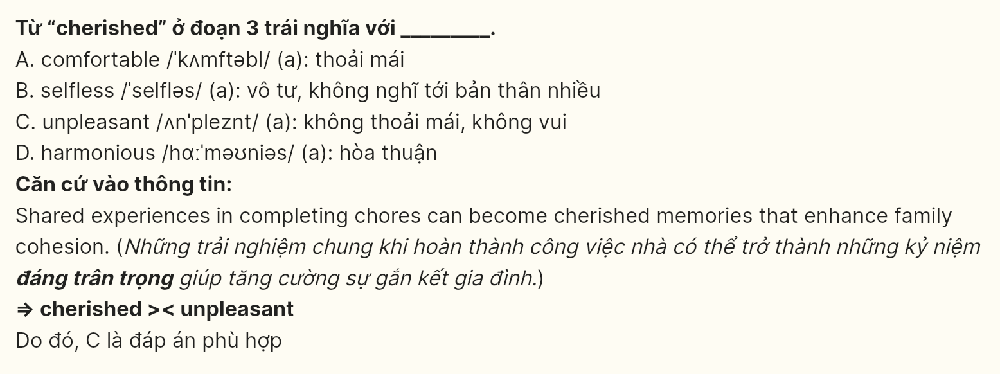 Từ “cherished” ở đoạn 3 trái nghĩa với _________.
A. comfortable /ˈkʌmftəbl/ (a): thoải mái
B. selfless /ˈselfləs/ (a): vô tư, không nghĩ tới bản thân nhiều
C. unpleasant /ʌnˈpleznt/ (a): không thoải mái, không vui
D. harmonious /hɑːˈməʊniəs/ (a): hòa thuận
Căn cứ vào thông tin:
Shared experiences in completing chores can become cherished memories that enhance family
cohesion. (Những trải nghiệm chung khi hoàn thành công việc nhà có thể trở thành những kỷ niệm
đáng trân trọng giúp tăng cường sự gắn kết gia đình.)
⇒ cherished >< unpleasant
Do đó, C là đáp án phù hợp